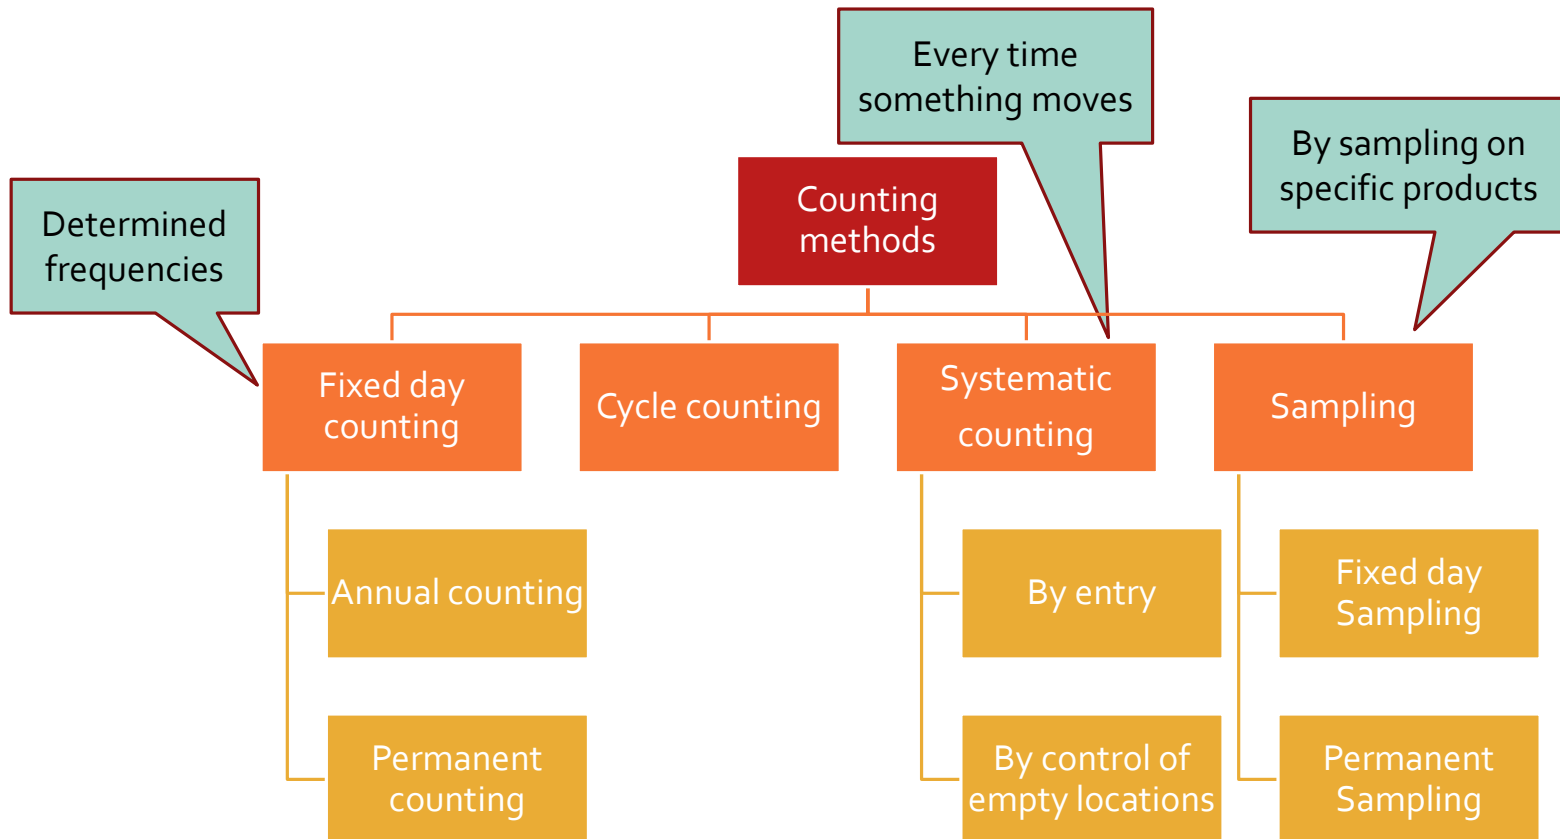 Every time
something moves
By sampling on
specific products
Determined
frequencies
Counting
methods
Fixed day
counting
Cycle counting
Systematic
counting
Sampling
Annual counting
By entry
Fixed day
Sampling
Permanent
counting
By control of
empty locations
Permanent
Sampling